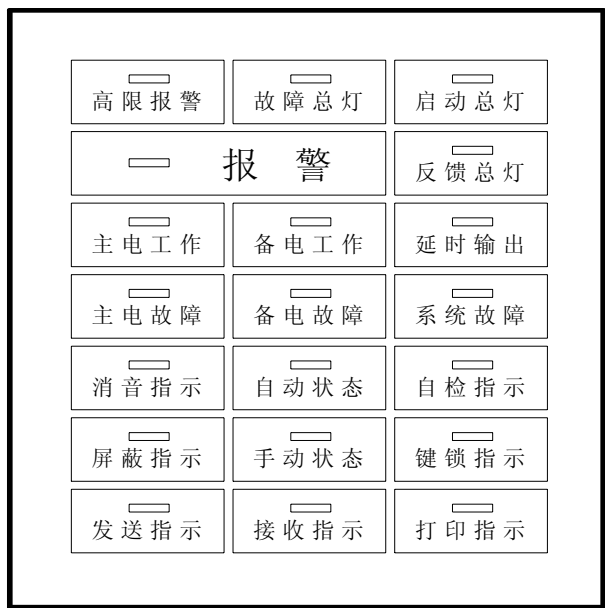 高限报警 故障总灯 启动总灯
报警 反馈总灯
主电工作 备电工作 延时输出
主电故障 备电故障 系统故障
消音指示 自动状态 自检指示
屏蔽指示 手动状态 键锁指示
发送指示 接收指示 打印指示